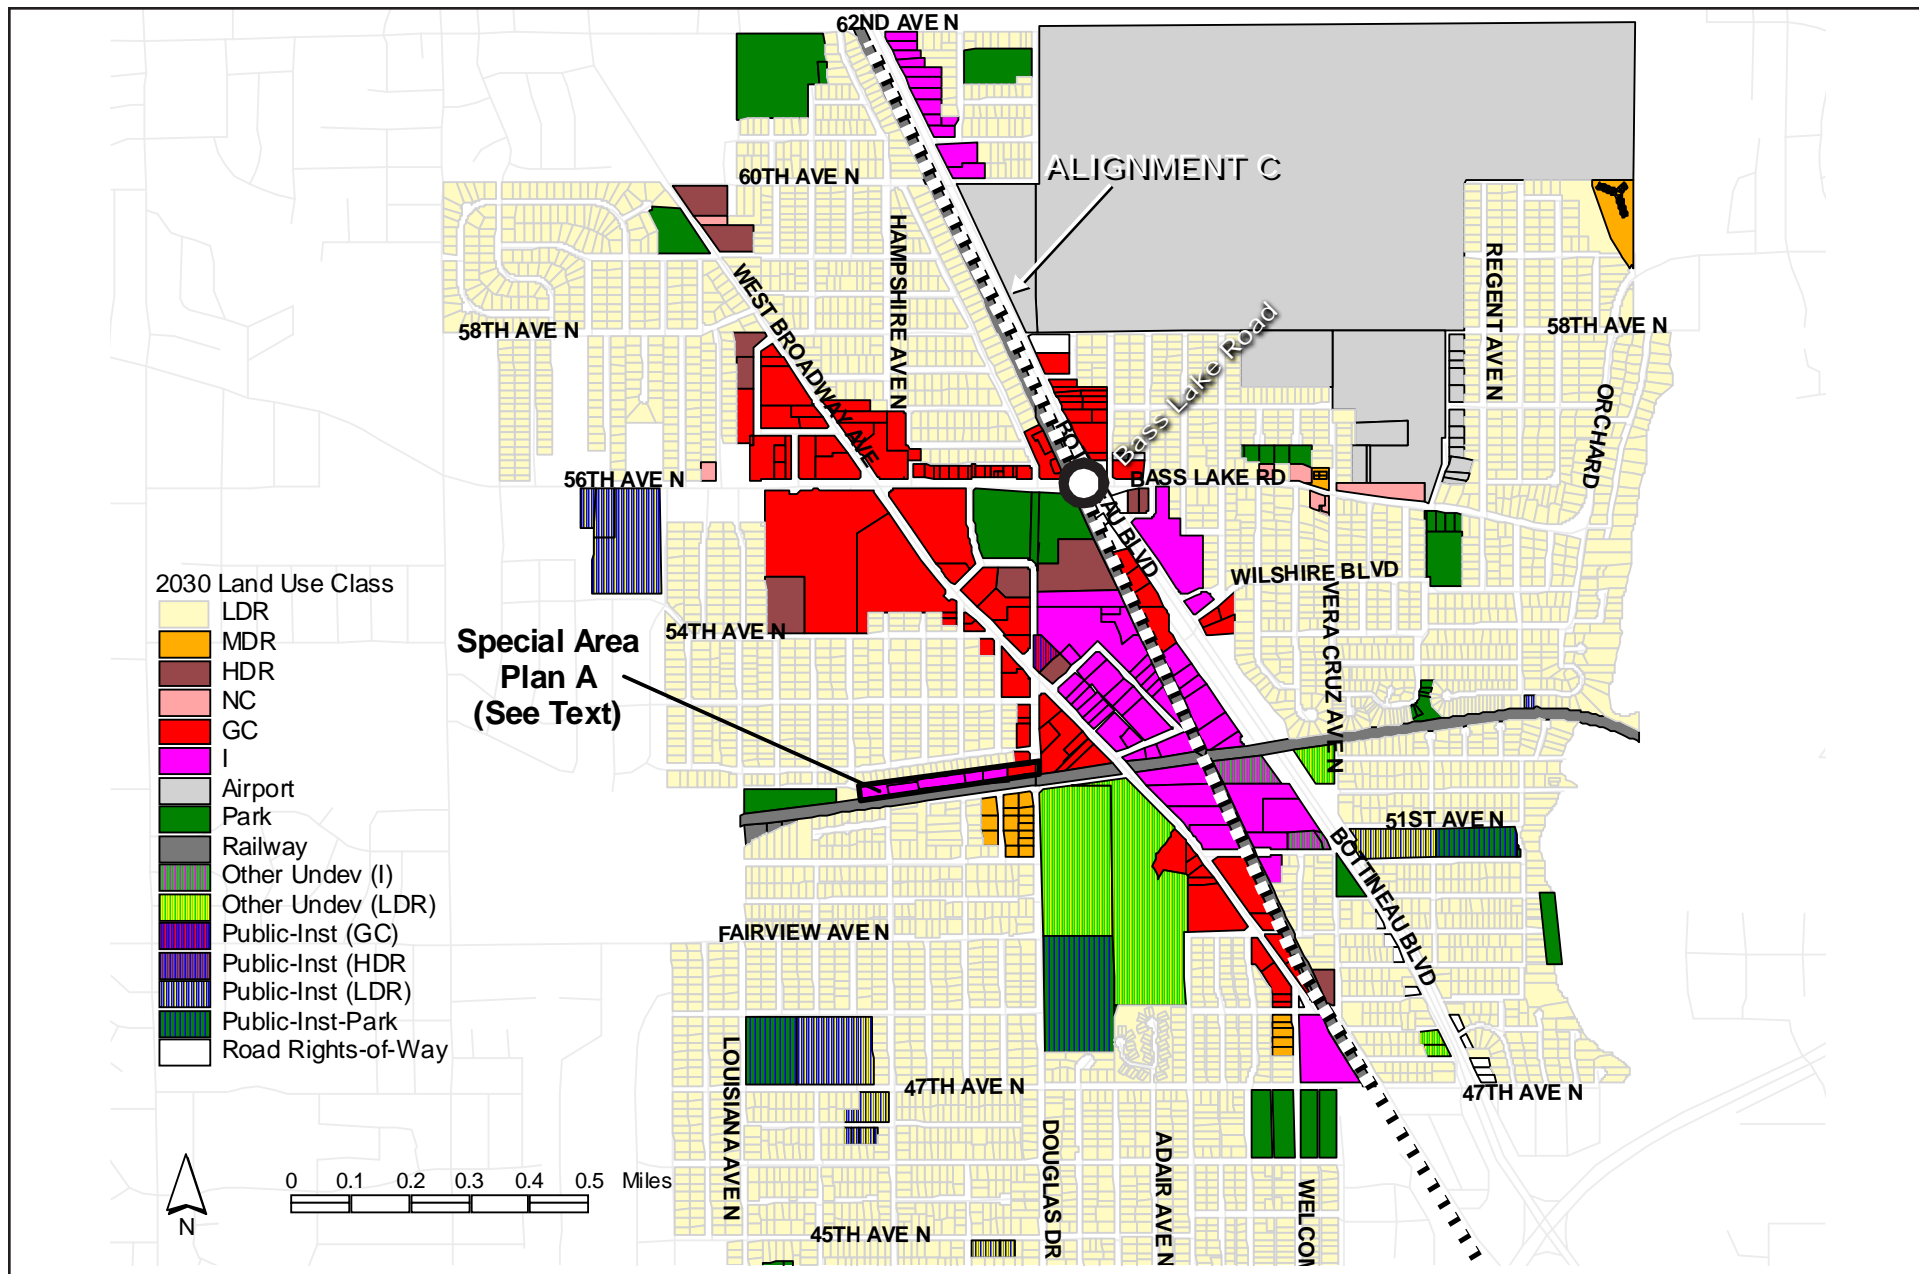 62ND AVE N
ALIGNMENT C
60TH AVE N
HAMPSHIRE AVE N
REGENT AVE N
WEST BROADWAY AVE
58TH AVE N
58TH AVE N
Bass Lake Road
ORCHARD
56TH AVE N
BASS LAKE RD
BO
AU BLVD
WILSHIRE BLVD
VERA CRUZ AVE N
54TH AVE N
Special Area
Plan A
(See Text)
2030 Land Use Class
LDR
MDR
HDR
NC
GC
I
Airport
Park
Railway
Other Undev (I)
Other Undev (LDR)
Public-Inst (GC)
Public-Inst (HDR
Public-Inst (LDR)
Public-Inst-Park
Road Rights-of-Way
51ST AVE N
BOTTINEAU BLVD
FAIRVIEW AVE N
LOUISIANA AVE N
47TH AVE N
47TH AVE N
DOUGLAS DR
ADAIR AVE N
WELCOM
45TH AVE N
0 0.1 0.2 0.3 0.4 0.5 Miles
N